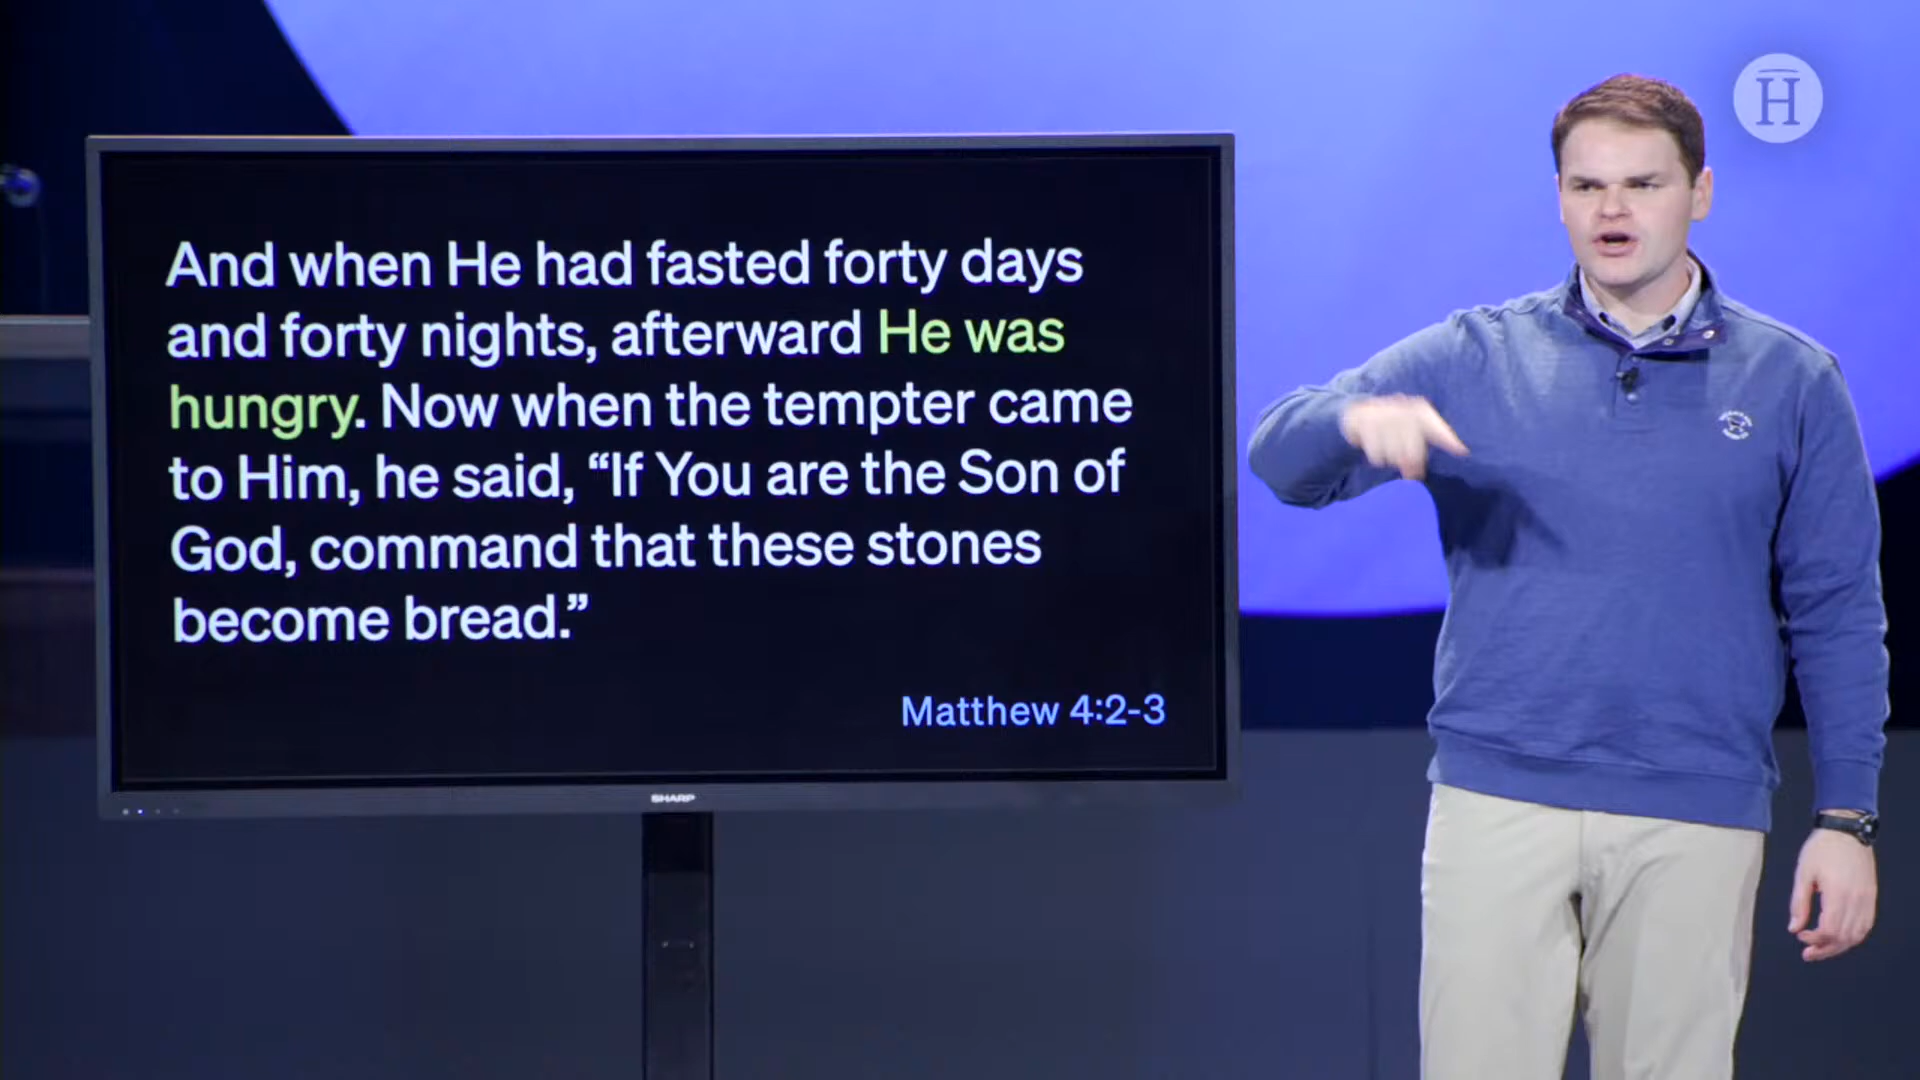 And when He had fasted forty days
and forty nights, afterward He was
hungry. Now when the tempter came
to Him, he said, “If You are the Son of
God, command that these stones
become bread.”
Matthew 4:2-3
SHARP
H